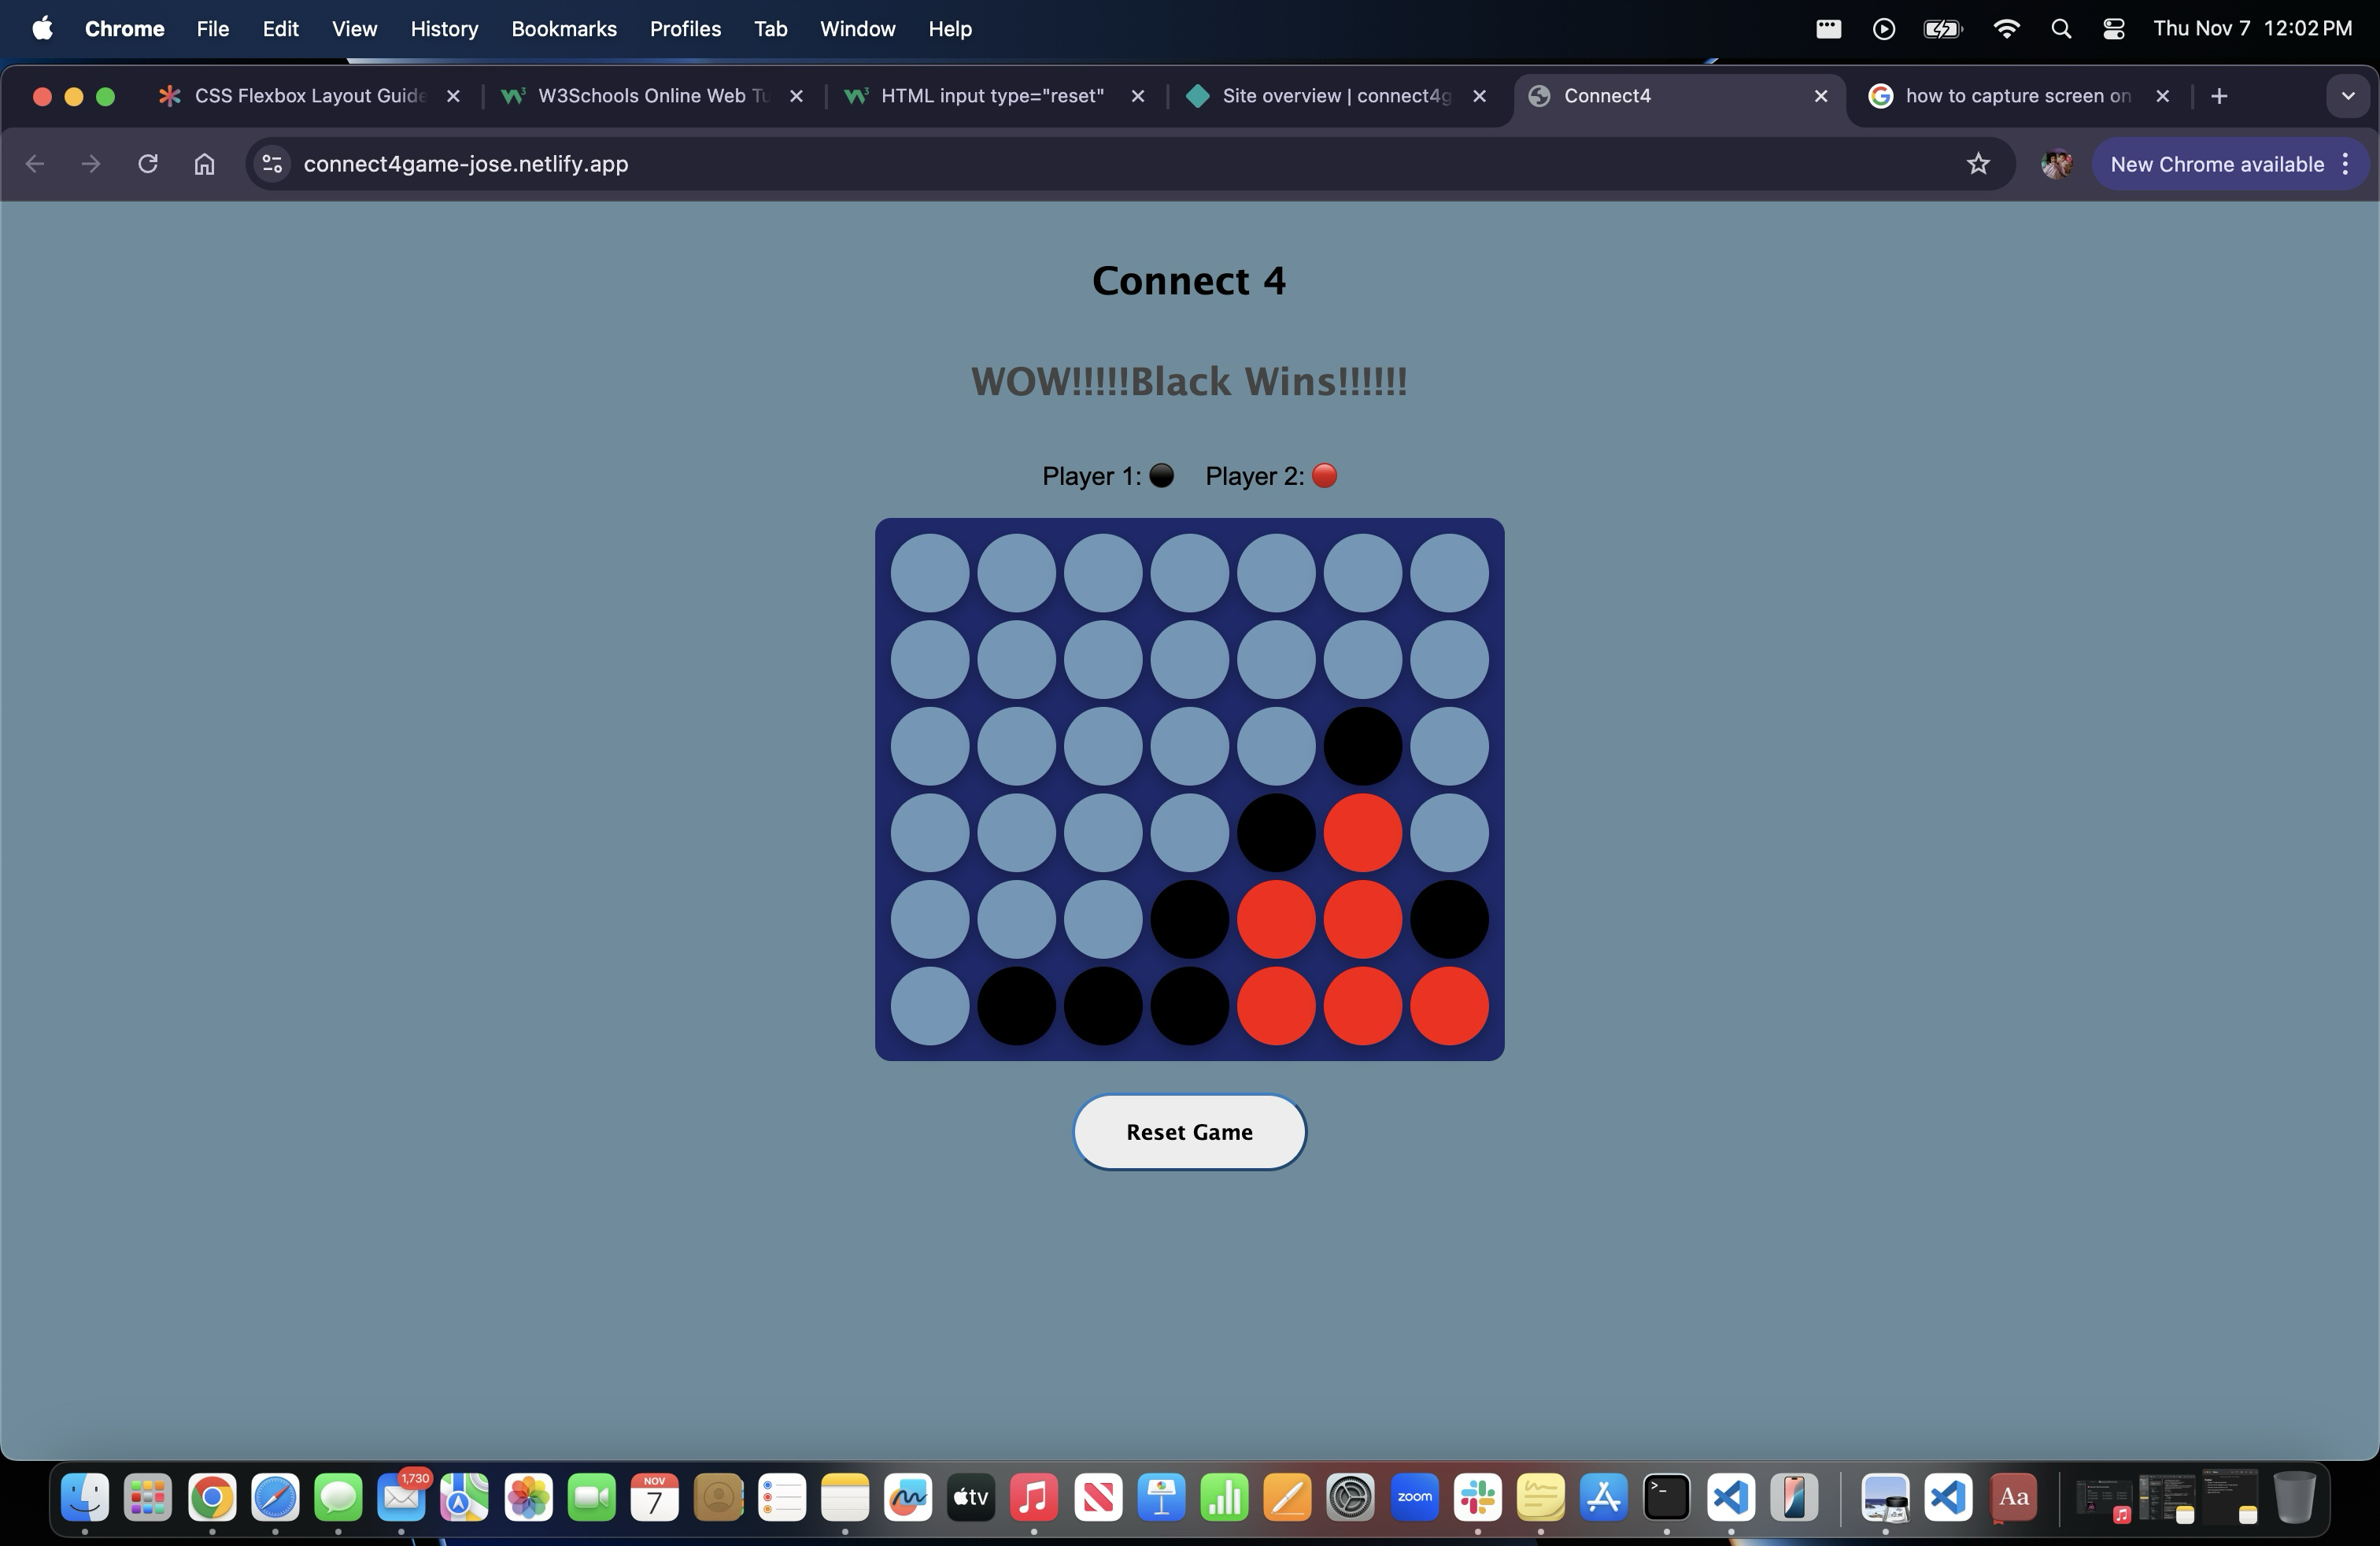 Chrome File Edit View History Bookmarks Profiles Tab Window Help Thu Nov 7 12:02 PM
CSS Flexbox Layout Guide W3Schools Online Web Tu HTML input type="reset" Site overview | connect4g Connect4 how to capture screen on
connect4game-jose.netlify.app New Chrome available
Connect 4
WOW!!!!!Black Wins!!!!!!
Player 1: Player 2:
Reset Game
1,730
NOV
7
tv
zoom
>_
Aa